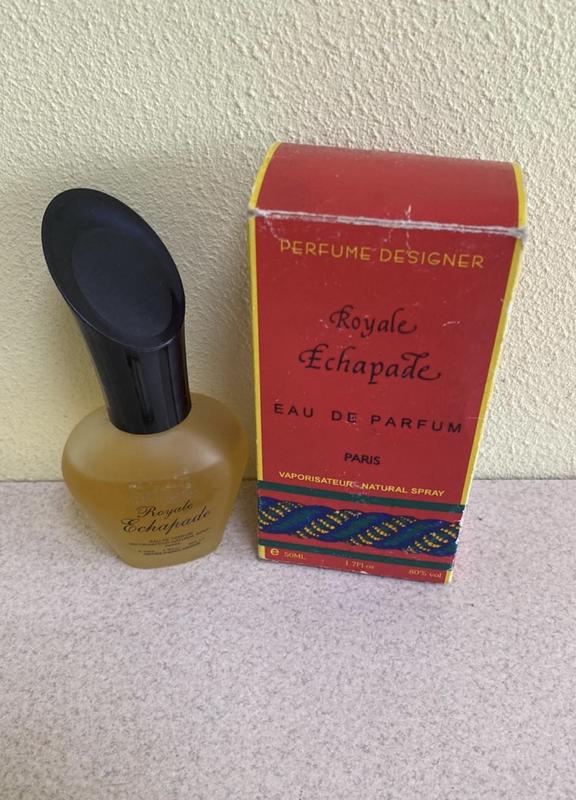 PERFUME DESIGNER
Royale
Echapade
EAU DE PARFUM
PARIS
VAPORISATEUR NATURAL SPRAY
e 50ML 1.7Fl oz 80% vol
Royale
Echapade